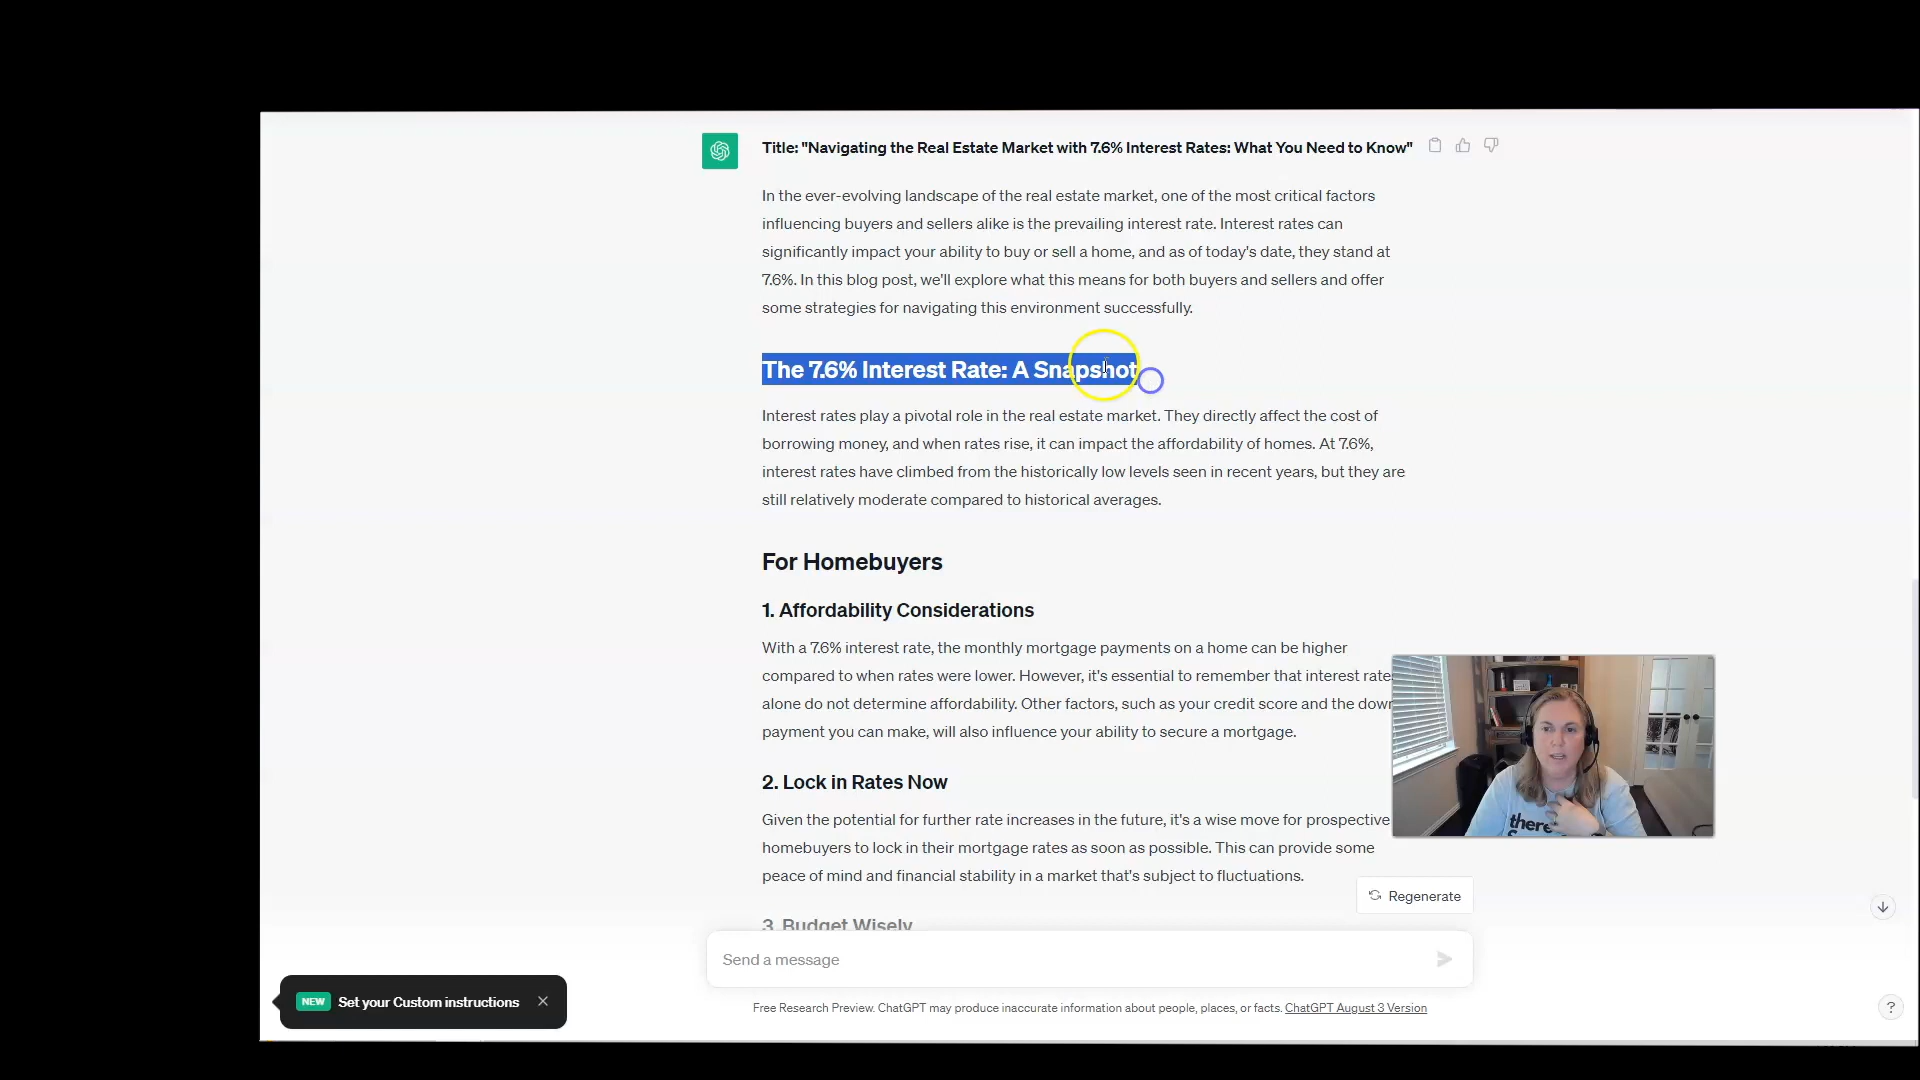 Title: "Navigating the Real Estate Market with 7.6% Interest Rates: What You Need to Know"
In the ever-evolving landscape of the real estate market, one of the most critical factors
influencing buyers and sellers alike is the prevailing interest rate. Interest rates can
significantly impact your ability to buy or sell a home, and as of today's date, they stand at
7.6%. In this blog post, we'll explore what this means for both buyers and sellers and offer
some strategies for navigating this environment successfully.
The 7.6% Interest Rate: A Snapshot
Interest rates play a pivotal role in the real estate market. They directly affect the cost of
borrowing money, and when rates rise, it can impact the affordability of homes. At 7.6%,
interest rates have climbed from the historically low levels seen in recent years, but they are
still relatively moderate compared to historical averages.
For Homebuyers
1. Affordability Considerations
With a 7.6% interest rate, the monthly mortgage payments on a home can be higher
compared to when rates were lower. However, it's essential to remember that interest rate
alone do not determine affordability. Other factors, such as your credit score and the down
payment you can make, will also influence your ability to secure a mortgage.
2. Lock in Rates Now
Given the potential for further rate increases in the future, it's a wise move for prospective
homebuyers to lock in their mortgage rates as soon as possible. This can provide some
peace of mind and financial stability in a market that's subject to fluctuations.
Regenerate
3. Budget Wisely
Send a message
NEW Set your Custom instructions
Free Research Preview. ChatGPT may produce inaccurate information about people, places, or facts. ChatGPT August 3 Version
?
there